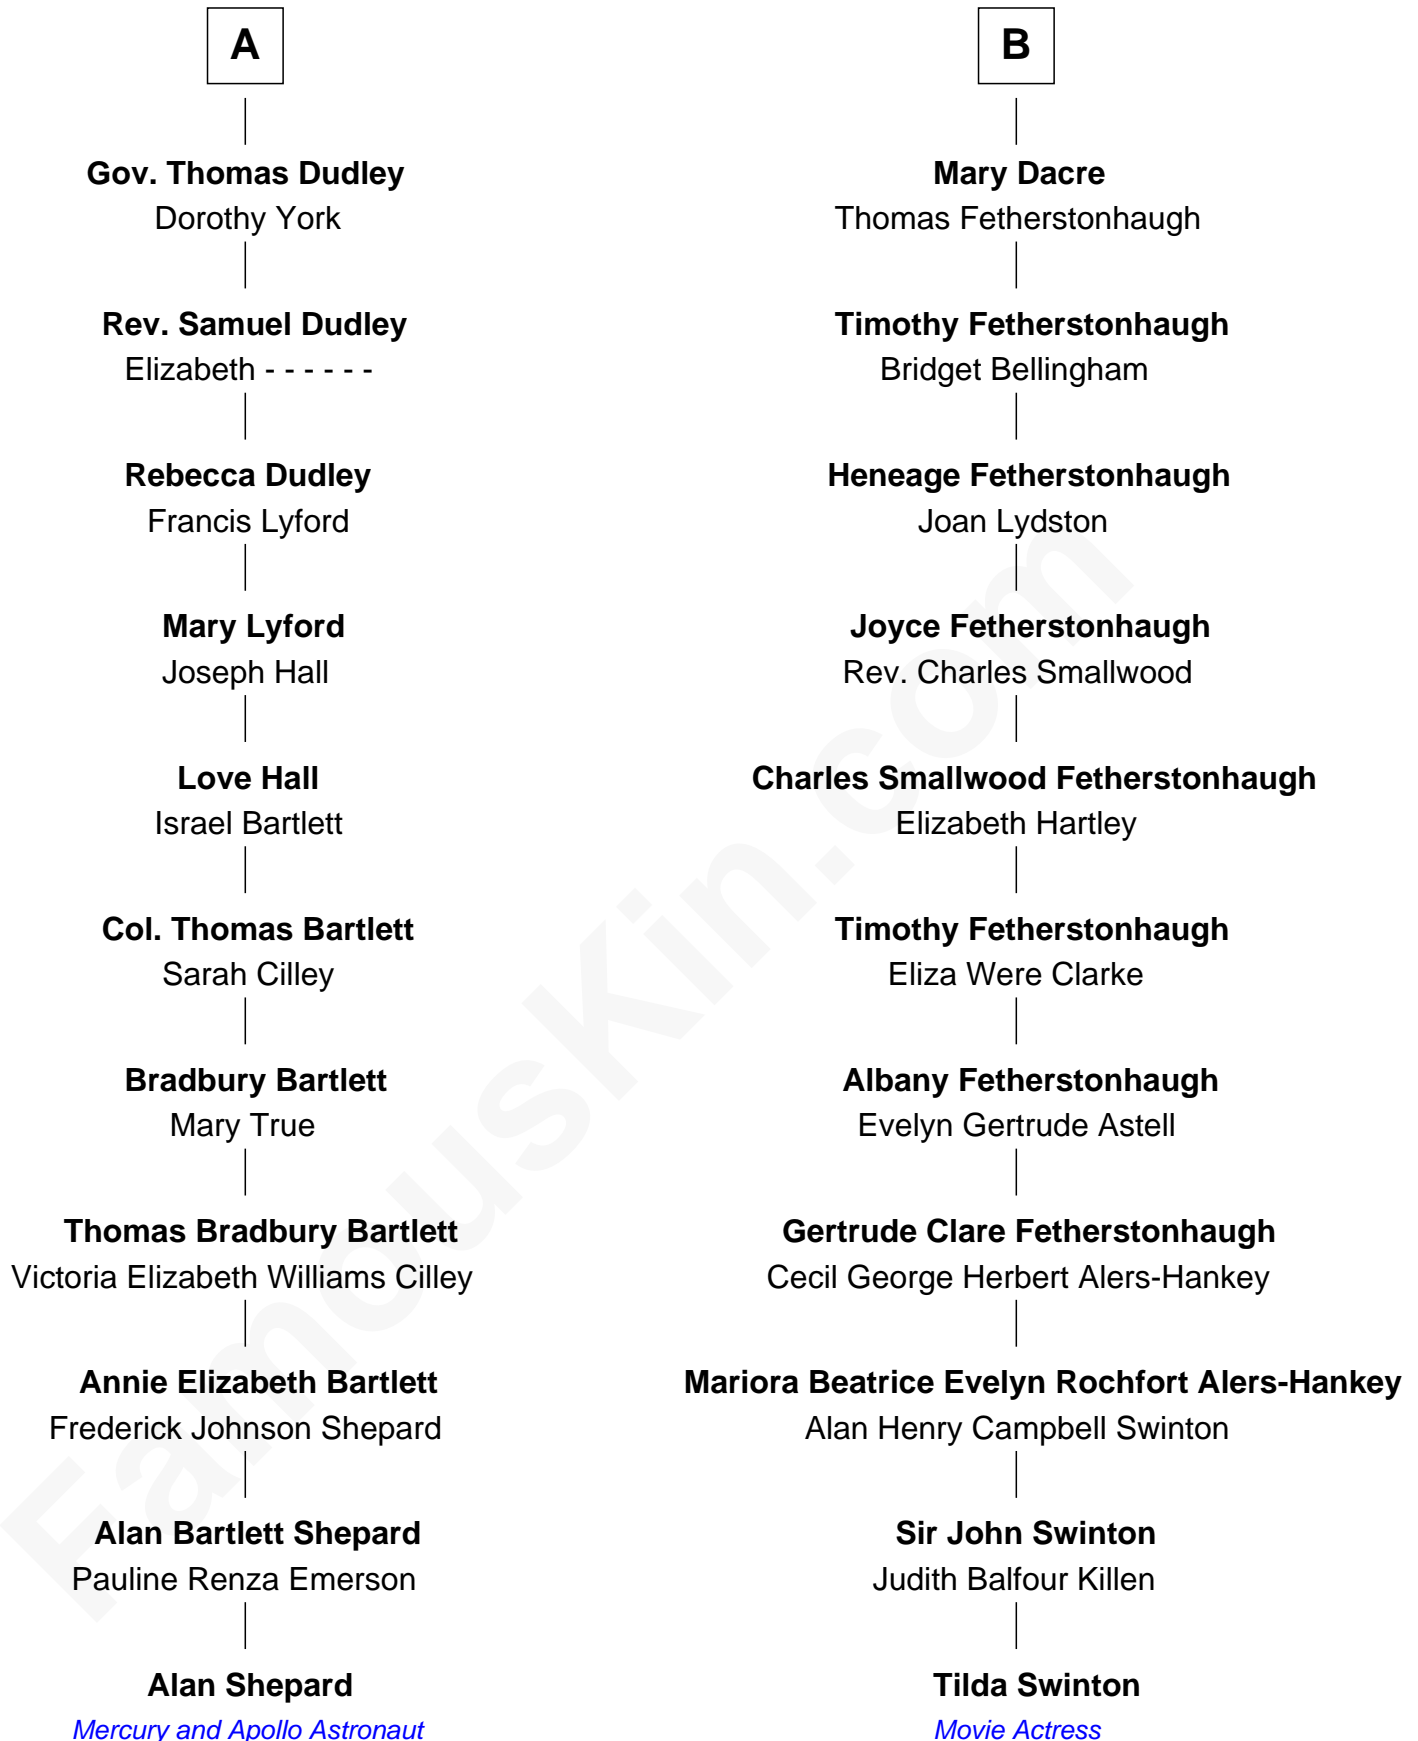 A
Gov. Thomas Dudley
Dorothy York
Rev. Samuel Dudley
Elizabeth - - - - - -
Rebecca Dudley
Francis Lyford
Mary Lyford
Joseph Hall
Love Hall
Israel Bartlett
Col. Thomas Bartlett
Sarah Cilley
Bradbury Bartlett
Mary True
Thomas Bradbury Bartlett
Victoria Elizabeth Williams Cilley
Annie Elizabeth Bartlett
Frederick Johnson Shepard
Alan Bartlett Shepard
Pauline Renza Emerson
Alan Shepard
Mercury and Apollo Astronaut
B
Mary Dacre
Thomas Fetherstonhaugh
Timothy Fetherstonhaugh
Bridget Bellingham
Heneage Fetherstonhaugh
Joan Lydston
Joyce Fetherstonhaugh
Rev. Charles Smallwood
Charles Smallwood Fetherstonhaugh
Elizabeth Hartley
Timothy Fetherstonhaugh
Eliza Were Clarke
Albany Fetherstonhaugh
Evelyn Gertrude Astell
Gertrude Clare Fetherstonhaugh
Cecil George Herbert Alers-Hankey
Mariora Beatrice Evelyn Rochfort Alers-Hankey
Alan Henry Campbell Swinton
Sir John Swinton
Judith Balfour Killen
Tilda Swinton
Movie Actress
FamousKin.com